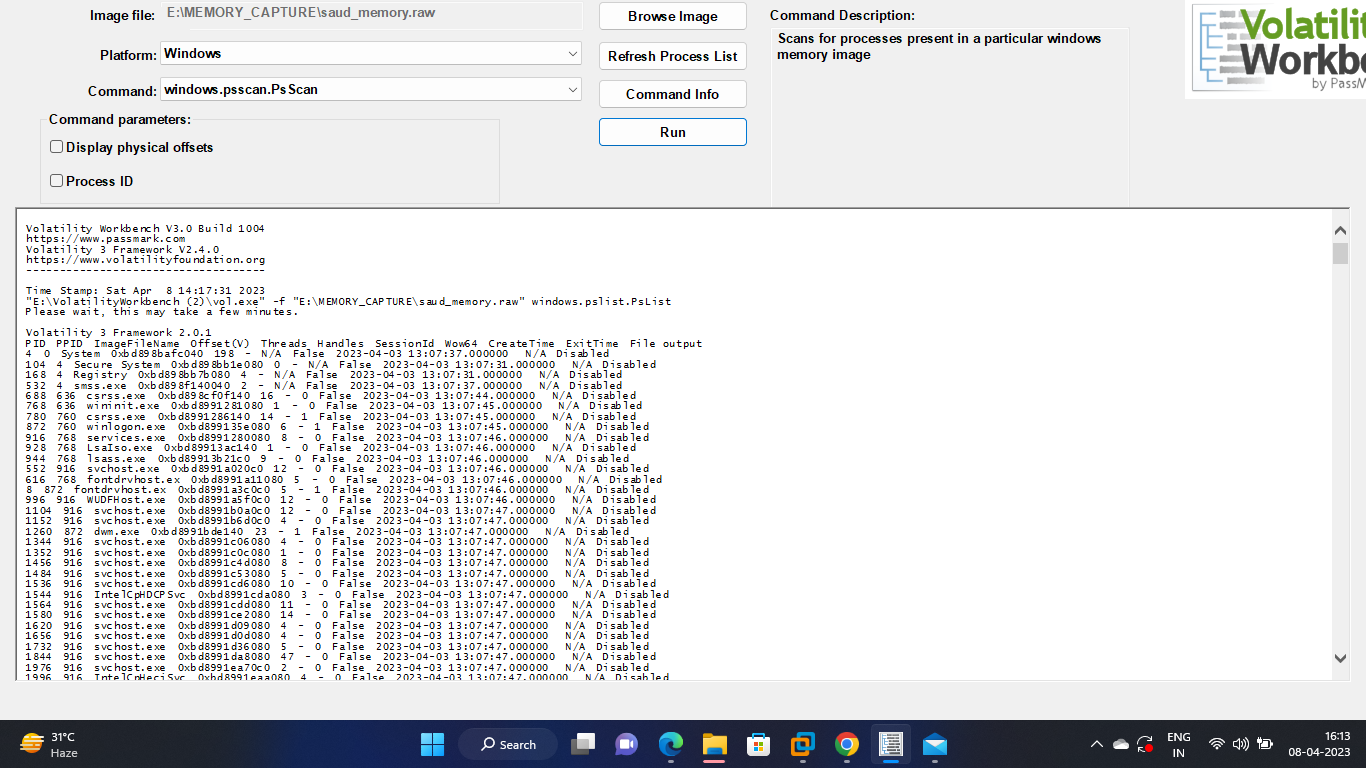 Image file: E:\MEMORY_CAPTURE\saud_memory.raw
Browse Image
Command Description:
Platform: Windows
Refresh Process List
Scans for processes present in a particular windows
memory image
Command: windows.psscan.PsScan
Command Info
Command parameters:
Run
Display physical offsets
Process ID
Volatili
Workb
by PassM
Volatility Workbench V3.0 Build 1004
https://www.passmark.com
Volatility 3 Framework V2.4.0
https://www.volatilityfoundation.org
------------------------------------
Time Stamp: Sat Apr 8 14:17:31 2023
"E:\VolatilityWorkbench (2)\vol.exe" -f "E:\MEMORY_CAPTURE\saud_memory.raw" windows.pslist.PsList
Please wait, this may take a few minutes.
Volatility 3 Framework 2.0.1
PID PPID ImageFileName Offset(V) Threads Handles SessionId Wow64 CreateTime ExitTime File output
4 0 System 0xbd898bafc040 198 - N/A False 2023-04-03 13:07:37.000000 N/A Disabled
104 4 Secure System 0xbd898bb1e080 0 - N/A False 2023-04-03 13:07:31.000000 N/A Disabled
168 4 Registry 0xbd898bb7b080 4 - N/A False 2023-04-03 13:07:31.000000 N/A Disabled
532 4 smss.exe 0xbd898f140040 2 - N/A False 2023-04-03 13:07:37.000000 N/A Disabled
688 636 csrss.exe 0xbd898cf0f140 16 - 0 False 2023-04-03 13:07:44.000000 N/A Disabled
768 636 wininit.exe 0xbd8991281080 1 - 0 False 2023-04-03 13:07:45.000000 N/A Disabled
780 760 csrss.exe 0xbd8991286140 14 - 1 False 2023-04-03 13:07:45.000000 N/A Disabled
872 760 winlogon.exe 0xbd899135e080 6 - 1 False 2023-04-03 13:07:45.000000 N/A Disabled
916 768 services.exe 0xbd8991280080 8 - 0 False 2023-04-03 13:07:46.000000 N/A Disabled
928 768 LsaIso.exe 0xbd89913ac140 1 - 0 False 2023-04-03 13:07:46.000000 N/A Disabled
944 768 lsass.exe 0xbd89913b21c0 9 - 0 False 2023-04-03 13:07:46.000000 N/A Disabled
552 916 svchost.exe 0xbd8991a020c0 12 - 0 False 2023-04-03 13:07:46.000000 N/A Disabled
616 768 fontdrvhost.ex 0xbd8991a11080 5 - 0 False 2023-04-03 13:07:46.000000 N/A Disabled
8 872 fontdrvhost.ex 0xbd8991a3c0c0 5 - 1 False 2023-04-03 13:07:46.000000 N/A Disabled
996 916 WUDFHost.exe 0xbd8991a5f0c0 12 - 0 False 2023-04-03 13:07:46.000000 N/A Disabled
1104 916 svchost.exe 0xbd8991b0a0c0 12 - 0 False 2023-04-03 13:07:47.000000 N/A Disabled
1152 916 svchost.exe 0xbd8991b6d0c0 4 - 0 False 2023-04-03 13:07:47.000000 N/A Disabled
1260 872 dwm.exe 0xbd8991bde140 23 - 1 False 2023-04-03 13:07:47.000000 N/A Disabled
1344 916 svchost.exe 0xbd8991c06080 4 - 0 False 2023-04-03 13:07:47.000000 N/A Disabled
1352 916 svchost.exe 0xbd8991c0c080 1 - 0 False 2023-04-03 13:07:47.000000 N/A Disabled
1456 916 svchost.exe 0xbd8991c4d080 8 - 0 False 2023-04-03 13:07:47.000000 N/A Disabled
1484 916 svchost.exe 0xbd8991c53080 5 - 0 False 2023-04-03 13:07:47.000000 N/A Disabled
1536 916 svchost.exe 0xbd8991cd6080 10 - 0 False 2023-04-03 13:07:47.000000 N/A Disabled
1544 916 IntelCpHDCPSvc 0xbd8991cda080 3 - 0 False 2023-04-03 13:07:47.000000 N/A Disabled
1564 916 svchost.exe 0xbd8991cdd080 11 - 0 False 2023-04-03 13:07:47.000000 N/A Disabled
1580 916 svchost.exe 0xbd8991ce2080 14 - 0 False 2023-04-03 13:07:47.000000 N/A Disabled
1620 916 svchost.exe 0xbd8991d09080 4 - 0 False 2023-04-03 13:07:47.000000 N/A Disabled
1656 916 svchost.exe 0xbd8991d0d080 4 - 0 False 2023-04-03 13:07:47.000000 N/A Disabled
1732 916 svchost.exe 0xbd8991d36080 5 - 0 False 2023-04-03 13:07:47.000000 N/A Disabled
1844 916 svchost.exe 0xbd8991da8080 47 - 0 False 2023-04-03 13:07:47.000000 N/A Disabled
1976 916 svchost.exe 0xbd8991ea70c0 2 - 0 False 2023-04-03 13:07:47.000000 N/A Disabled
1996 916 IntelCpHeciSvc 0xbd8991eaa080 4 - 0 False 2023-04-03 13:07:47.000000 N/A Disabled
31°C
Haze
Search
ENG
IN
16:13
08-04-2023